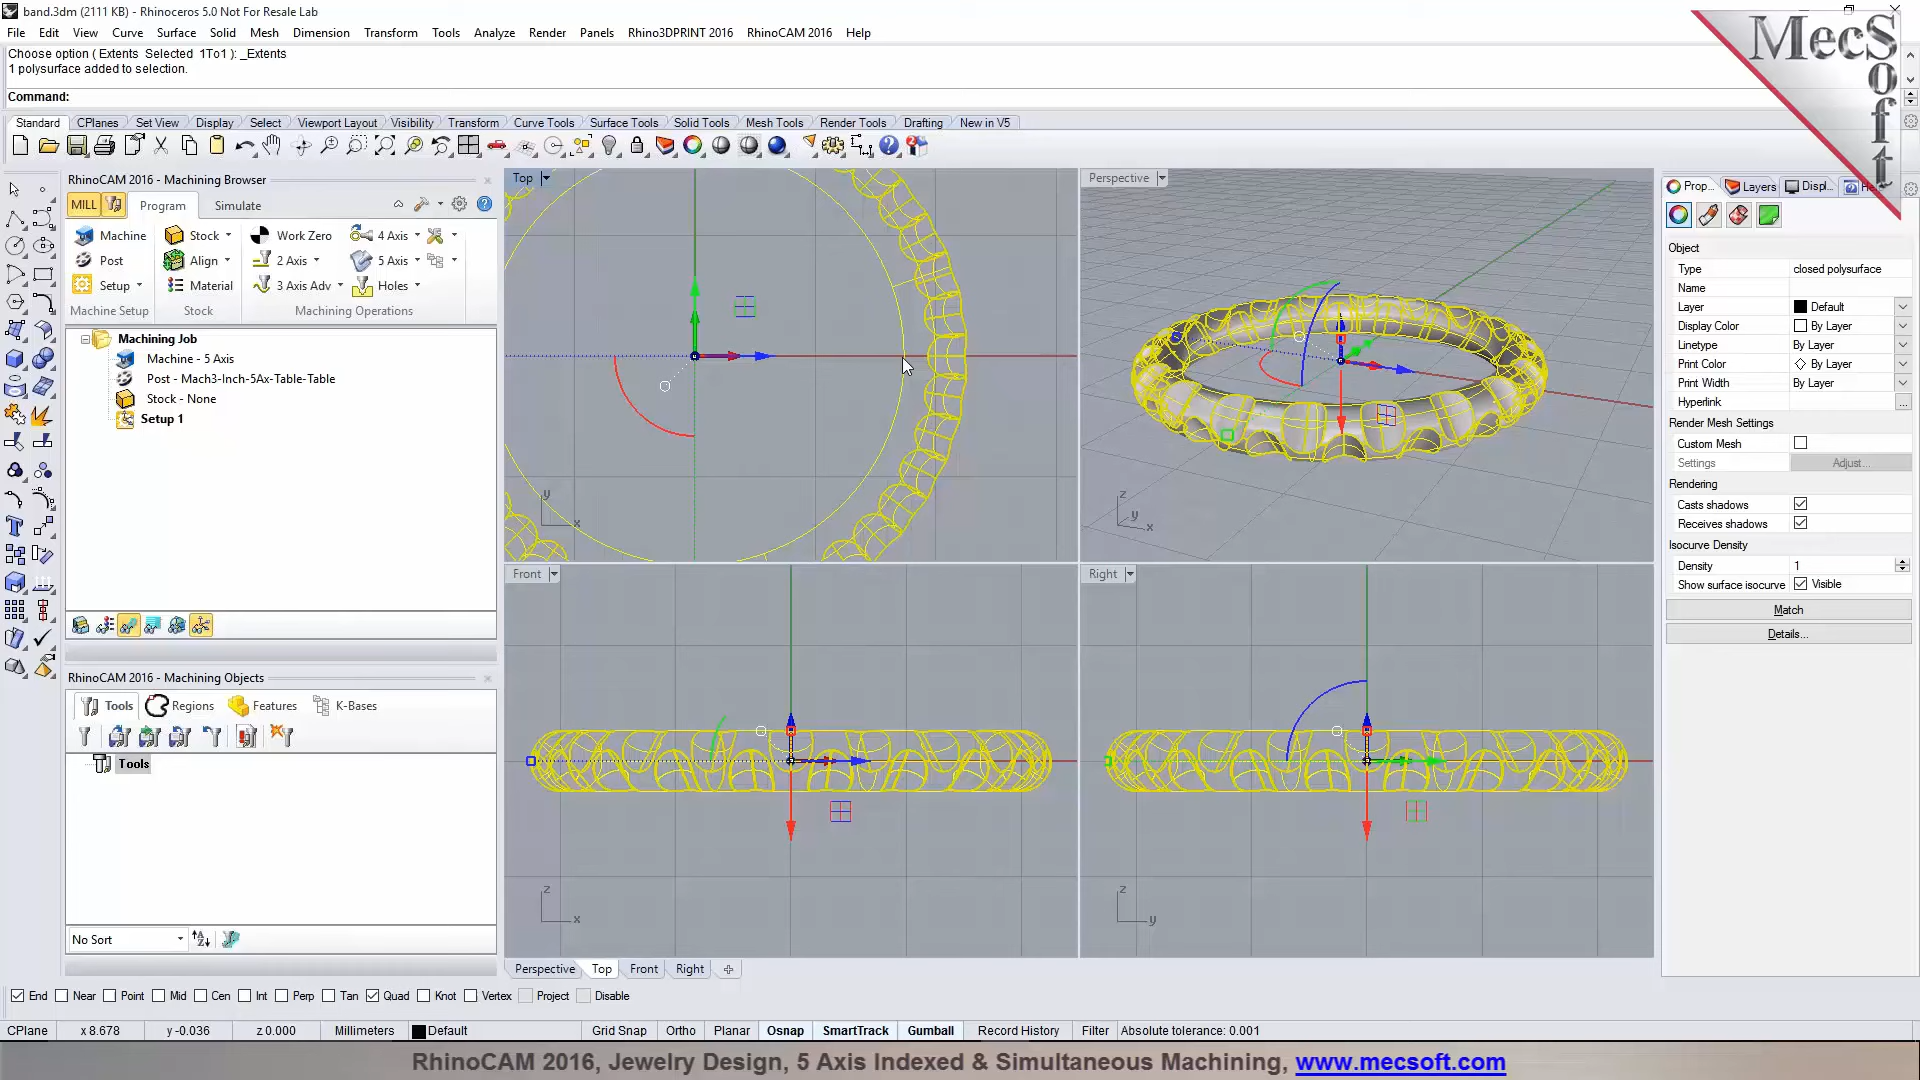 band.3dm (2111 KB) - Rhinoceros 5.0 Not For Resale Lab
File Edit View Curve Surface Solid Mesh Dimension Transform Tools Analyze Render Panels Rhino3DPRINT 2016 RhinoCAM 2016 Help
Choose option ( Extents Selected 1To1 ): _Extents
1 polysurface added to selection.
Command:
MecSoft
Standard CPlanes Set View Display Select Viewport Layout Visibility Transform Curve Tools Surface Tools Solid Tools Mesh Tools Render Tools Drafting New in V5
RhinoCAM 2016 - Machining Browser
MILL Program Simulate
Machine Stock Work Zero 4 Axis
Post Align 2 Axis 5 Axis
Setup Material 3 Axis Adv Holes
Machine Setup Stock Machining Operations
Machining Job
Machine - 5 Axis
Post - Mach3-Inch-5Ax-Table-Table
Stock - None
Setup 1
RhinoCAM 2016 - Machining Objects
Tools Regions Features K-Bases
Tools
No Sort
Top
y
x
Perspective
z
y
x
Front
z
x
Right
z
y
Perspective Top Front Right
Prop... Layers Displ... He
Object
Type closed polysurface
Name
Layer Default
Display Color By Layer
Linetype By Layer
Print Color By Layer
Print Width By Layer
Hyperlink ...
Render Mesh Settings
Custom Mesh
Settings Adjust...
Rendering
Casts shadows
Receives shadows
Isocurve Density
Density 1
Show surface isocurve Visible
Match
Details...
End Near Point Mid Cen Int Perp Tan Quad Knot Vertex Project Disable
CPlane x 8.678 y -0.036 z 0.000 Millimeters Default Grid Snap Ortho Planar Osnap SmartTrack Gumball Record History Filter Absolute tolerance: 0.001
RhinoCAM 2016, Jewelry Design, 5 Axis Indexed & Simultaneous Machining, www.mecsoft.com